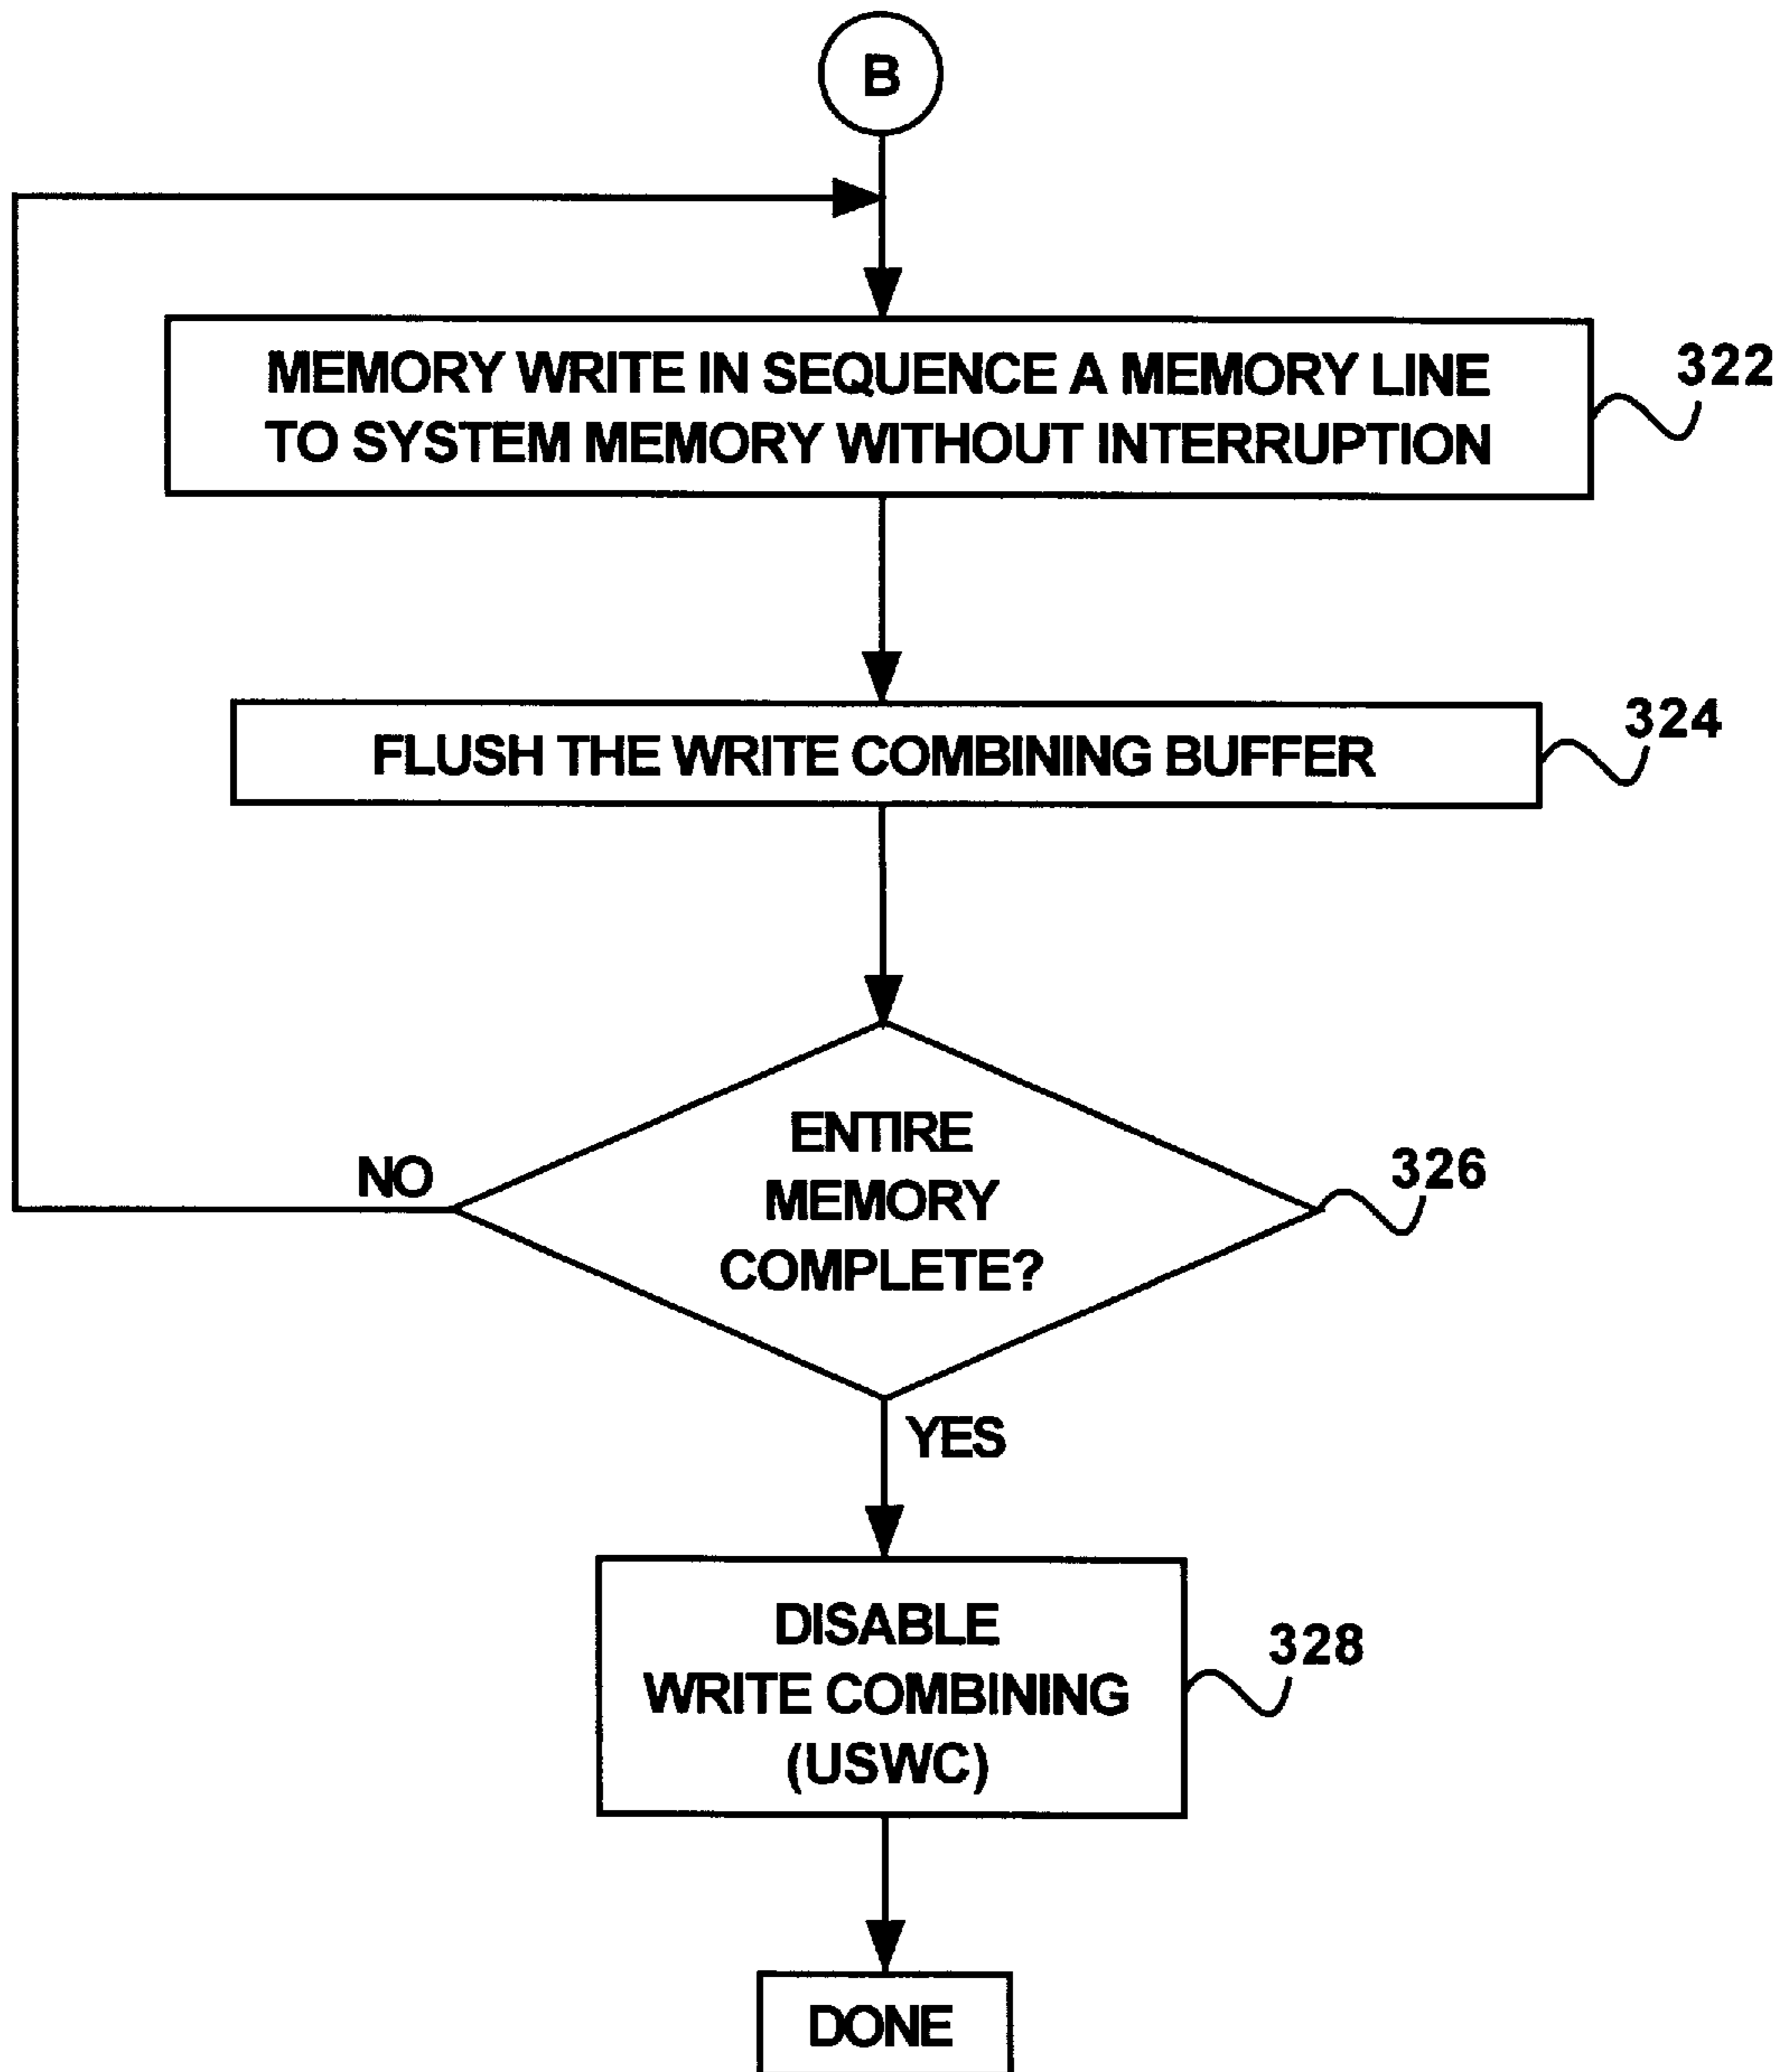 B
MEMORY WRITE IN SEQUENCE A MEMORY LINE
TO SYSTEM MEMORY WITHOUT INTERRUPTION
322
FLUSH THE WRITE COMBINING BUFFER
324
ENTIRE
MEMORY
COMPLETE?
326
NO
YES
DISABLE
WRITE COMBINING
(USWC)
328
DONE